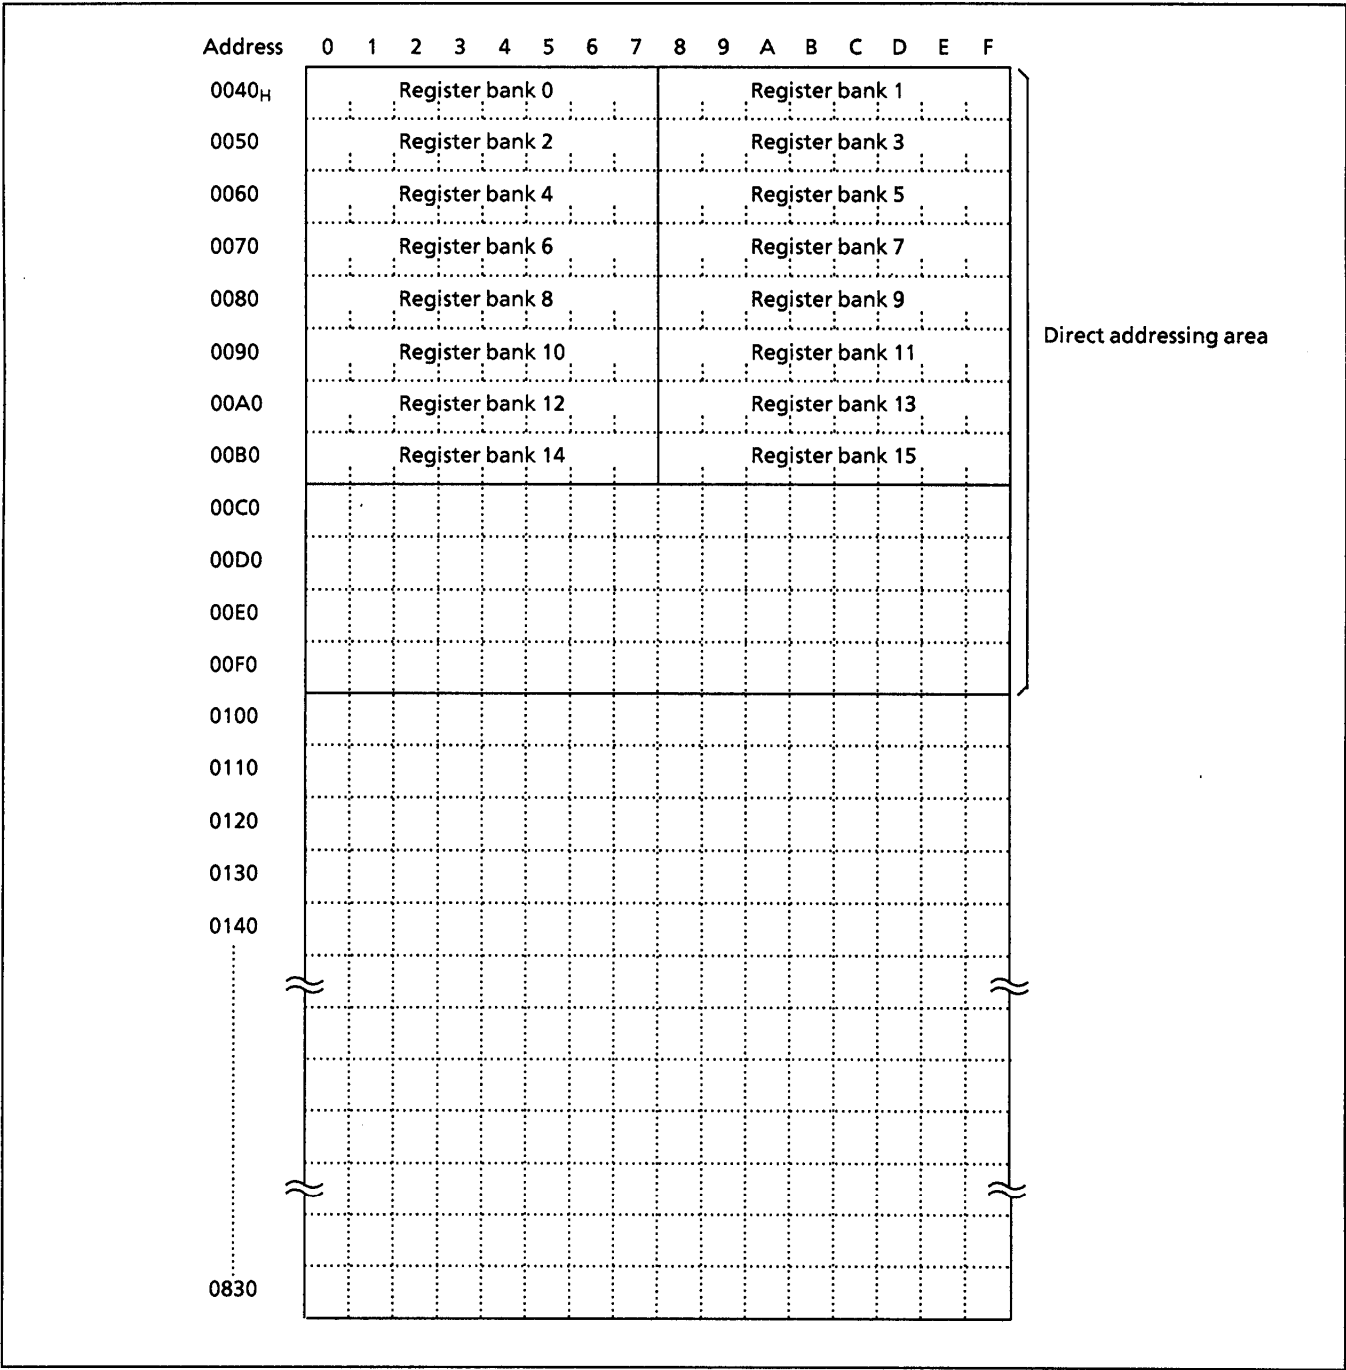 Address 0 1 2 3 4 5 6 7 8 9 A B C D E F
0040H Register bank 0 Register bank 1
0050 Register bank 2 Register bank 3
0060 Register bank 4 Register bank 5
0070 Register bank 6 Register bank 7
0080 Register bank 8 Register bank 9
Direct addressing area
0090 Register bank 10 Register bank 11
00A0 Register bank 12 Register bank 13
00B0 Register bank 14 Register bank 15
00C0
00D0
00E0
00F0
0100
0110
0120
0130
0140
0830